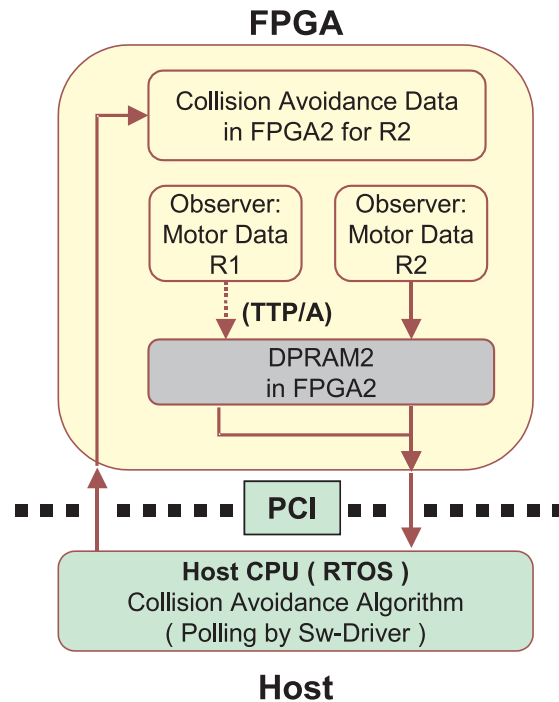 FPGA
Collision Avoidance Data
in FPGA2 for R2
Observer:
Motor Data
R1
Observer:
Motor Data
R2
(TTP/A)
DPRAM2
in FPGA2
PCI
Host CPU ( RTOS )
Collision Avoidance Algorithm
( Polling by Sw-Driver )
Host